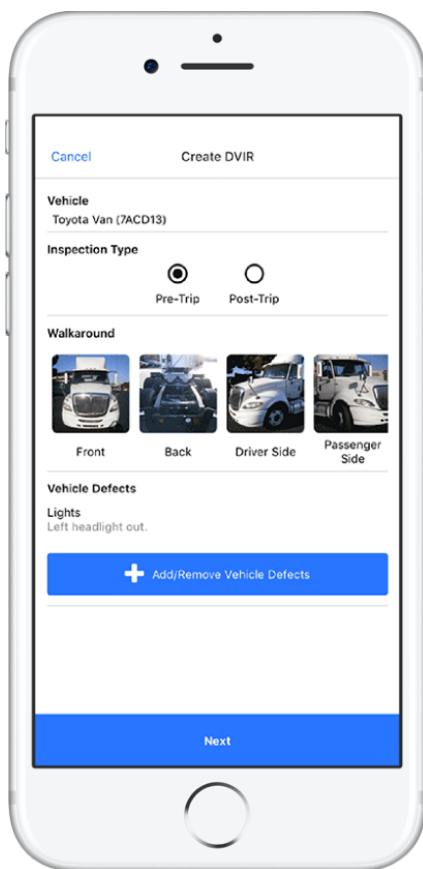 Cancel Create DVIR
Vehicle
Toyota Van (7ACD13)
Inspection Type
Pre-Trip Post-Trip
Walkaround
Front Back Driver Side Passenger
Side
Vehicle Defects
Lights
Left headlight out.
Add/Remove Vehicle Defects
Next